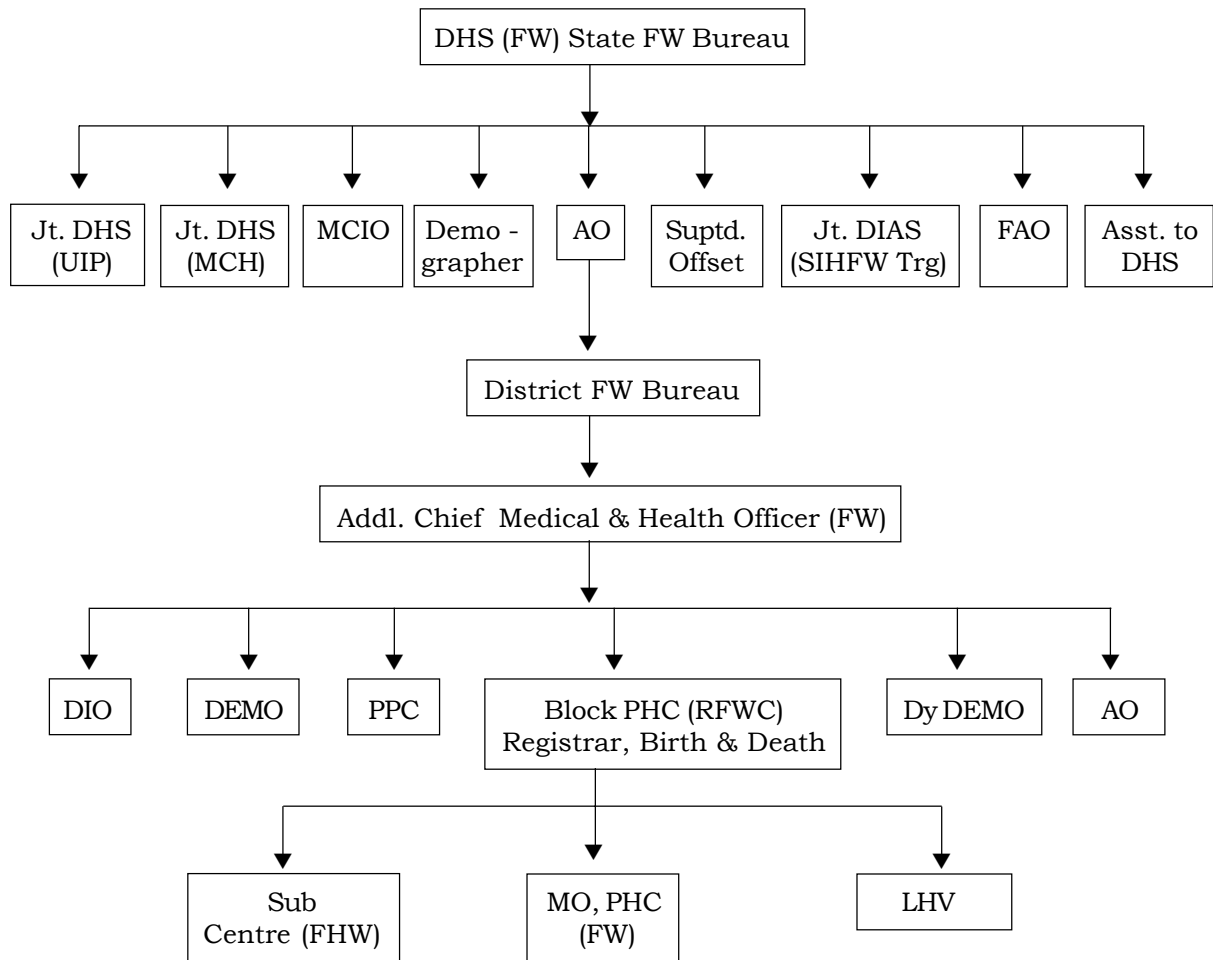 DHS (FW) State FW Bureau
Jt. DHS
(UIP)
Jt. DHS
(MCH)
MCIO
Demo -
grapher
AO
Suptd.
Offset
Jt. DIAS
(SIHFW Trg)
FAO
Asst. to
DHS
District FW Bureau
Addl. Chief Medical & Health Officer (FW)
DIO
DEMO
PPC
Block PHC (RFWC)
Registrar, Birth & Death
Dy DEMO
AO
Sub
Centre (FHW)
MO, PHC
(FW)
LHV